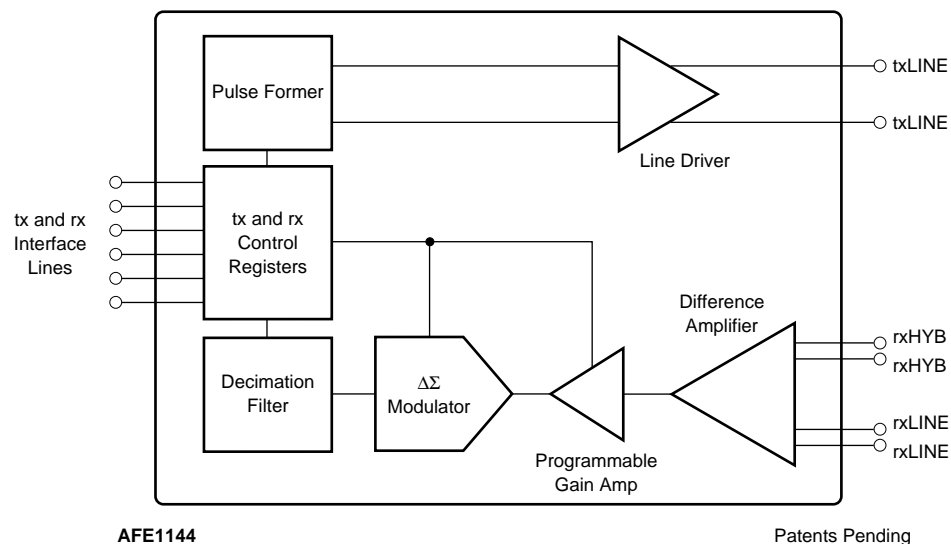 Pulse Former
txLINE
txLINE
Line Driver
tx and rx
Interface
Lines
tx and rx
Control
Registers
Difference
Amplifier
rxHYB
rxHYB
Decimation
Filter
ΔΣ
Modulator
rxLINE
rxLINE
Programmable
Gain Amp
AFE1144
Patents Pending